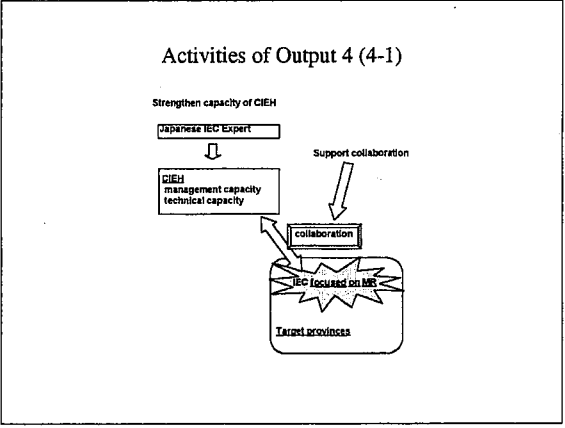 Activities of Output 4 (4-1)
Strengthen capacity of CIEH
Japanese IEC Expert
Support collaboration
CIEH
management capacity
technical capacity
collaboration
IEC focused on MR
Target provinces